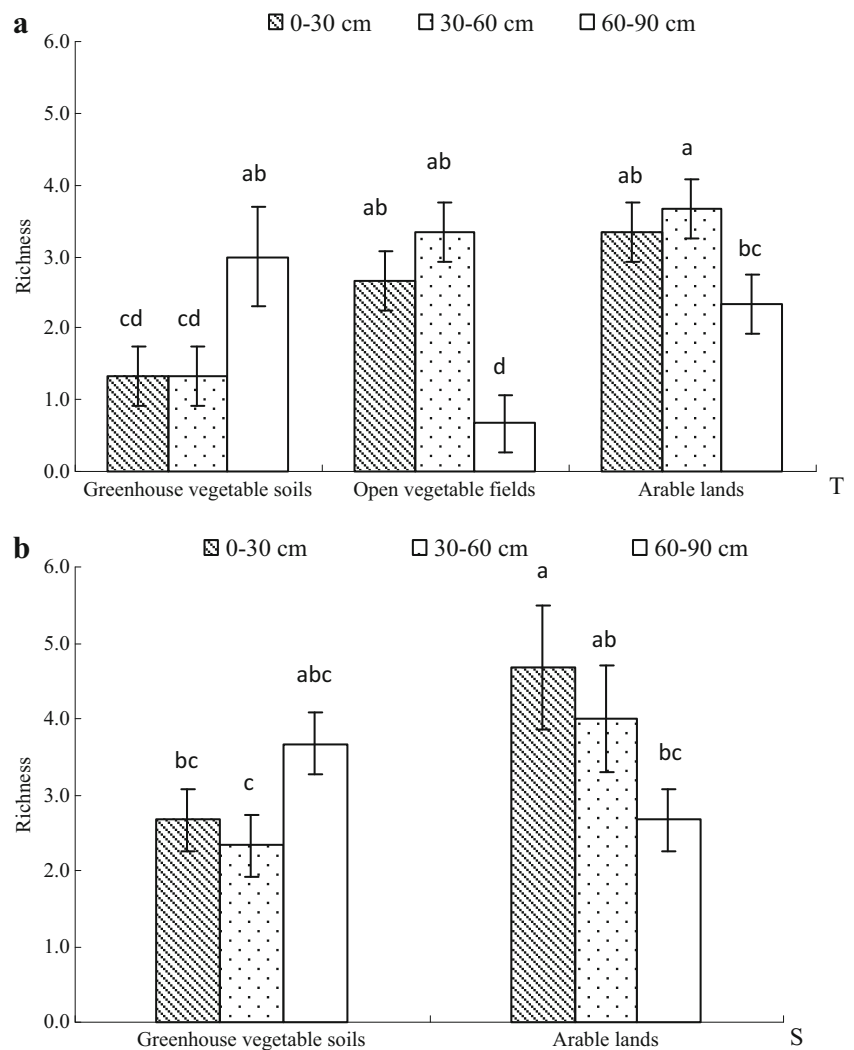 a
0-30 cm 30-60 cm 60-90 cm
6.0
5.0
4.0
3.0
2.0
1.0
0.0
Richness
cd cd ab
ab ab d
ab a bc
Greenhouse vegetable soils Open vegetable fields Arable lands T
b
0-30 cm 30-60 cm 60-90 cm
6.0
5.0
4.0
3.0
2.0
1.0
0.0
Richness
bc c abc
a ab bc
Greenhouse vegetable soils Arable lands S